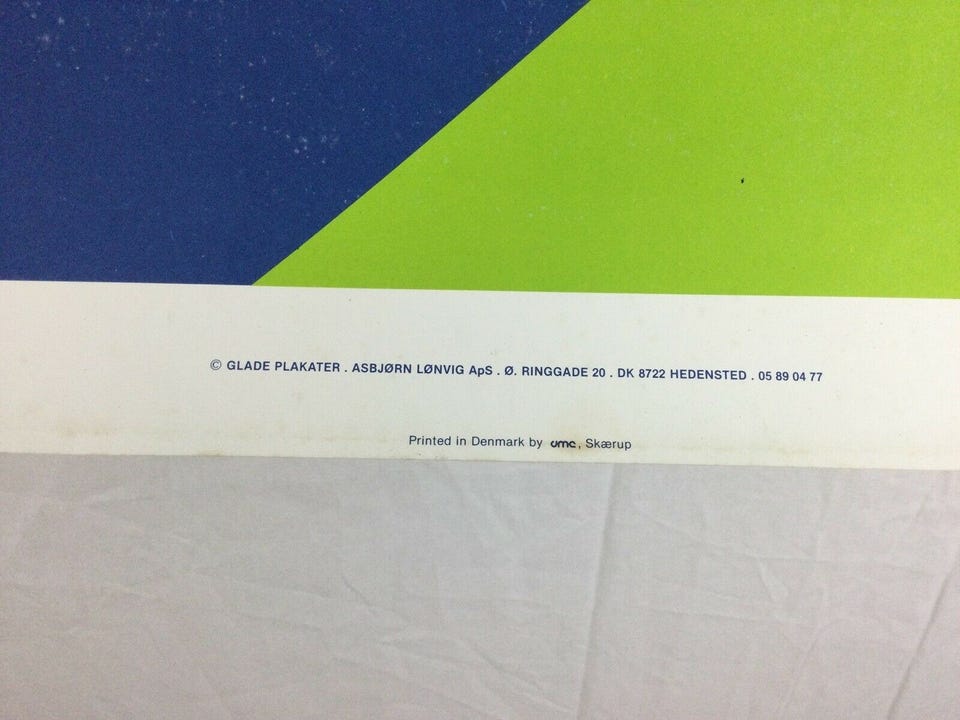 © GLADE PLAKATER . ASBJØRN LØNVIG ApS . Ø. RINGGADE 20 . DK 8722 HEDENSTED . 05 89 04 77
Printed in Denmark by umc, Skærup